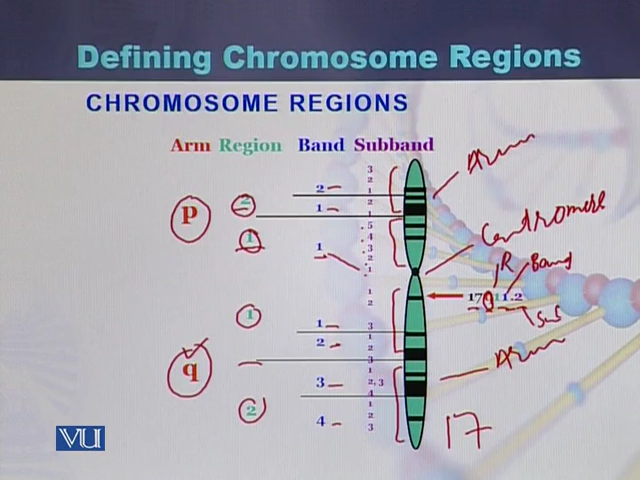 Defining Chromosome Regions
CHROMOSOME REGIONS
Arm Region Band Subband
Arm
3
2
2 1
p 2 2
1 1
Centromere
5
1 4
1 3
2
1
R Band
1 17q11.2
2
Sub
1
1 3
1
2 2
3
Arm
q 1
3 2,3
4
2 1
4 2
3
17
VU